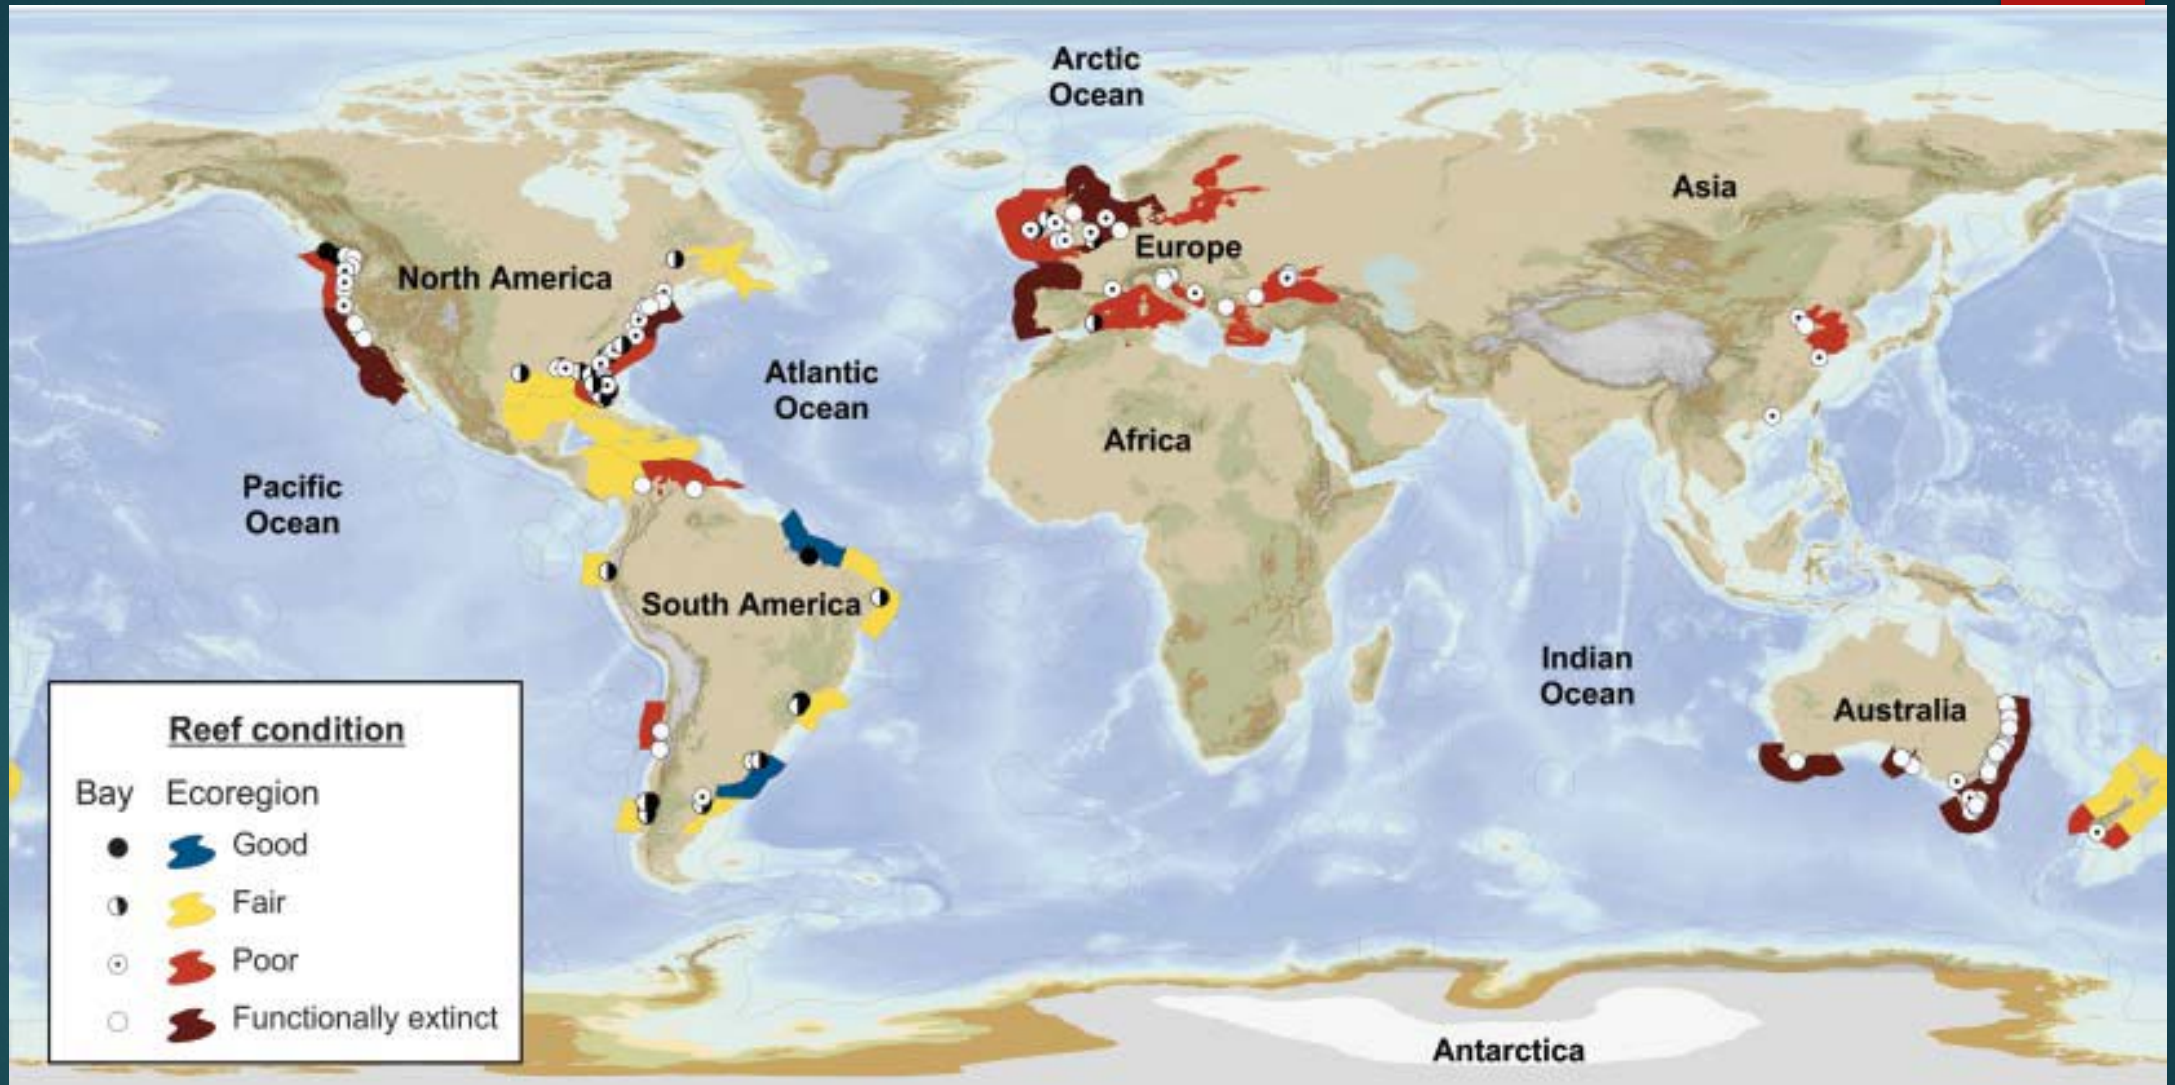 Arctic
Ocean
Asia
Europe
North America
Atlantic
Ocean
Africa
Pacific
Ocean
South America
Indian
Ocean
Australia
Reef condition
Bay Ecoregion
Good
Fair
Poor
Functionally extinct
Antarctica